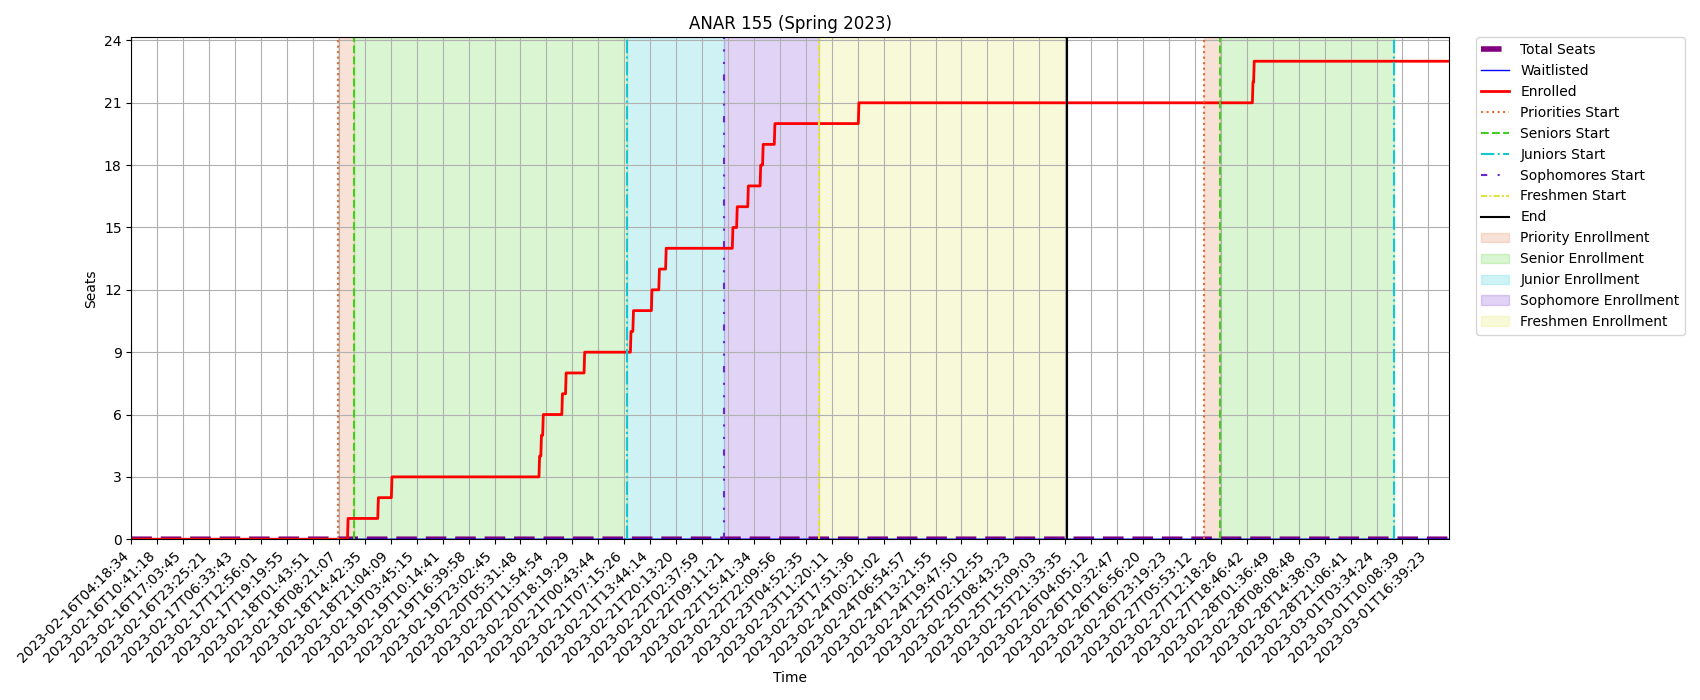 ANAR 155 (Spring 2023)
24
21
18
15
12
9
6
3
0
Seats
2023-02-16T04:18:34
2023-02-16T10:41:18
2023-02-16T17:03:45
2023-02-16T23:25:21
2023-02-17T06:33:43
2023-02-17T12:56:01
2023-02-17T19:19:55
2023-02-18T01:43:51
2023-02-18T08:21:07
2023-02-18T14:42:35
2023-02-18T21:04:09
2023-02-19T03:45:15
2023-02-19T10:14:41
2023-02-19T16:39:58
2023-02-19T23:02:45
2023-02-20T05:31:48
2023-02-20T11:54:54
2023-02-20T18:19:29
2023-02-21T00:43:44
2023-02-21T07:15:26
2023-02-21T13:44:14
2023-02-21T20:13:20
2023-02-22T02:37:59
2023-02-22T09:11:21
2023-02-22T15:41:34
2023-02-22T22:09:56
2023-02-23T04:52:35
2023-02-23T11:20:11
2023-02-23T17:51:36
2023-02-24T00:21:02
2023-02-24T06:54:57
2023-02-24T13:21:55
2023-02-24T19:47:50
2023-02-25T02:12:55
2023-02-25T08:43:23
2023-02-25T15:09:03
2023-02-25T21:33:35
2023-02-26T04:05:12
2023-02-26T10:32:47
2023-02-26T16:56:20
2023-02-26T23:19:23
2023-02-27T05:53:12
2023-02-27T12:18:26
2023-02-27T18:46:42
2023-02-28T01:36:49
2023-02-28T08:08:48
2023-02-28T14:38:03
2023-02-28T21:06:41
2023-03-01T03:34:24
2023-03-01T10:08:39
2023-03-01T16:39:23
Time
Total Seats
Waitlisted
Enrolled
Priorities Start
Seniors Start
Juniors Start
Sophomores Start
Freshmen Start
End
Priority Enrollment
Senior Enrollment
Junior Enrollment
Sophomore Enrollment
Freshmen Enrollment